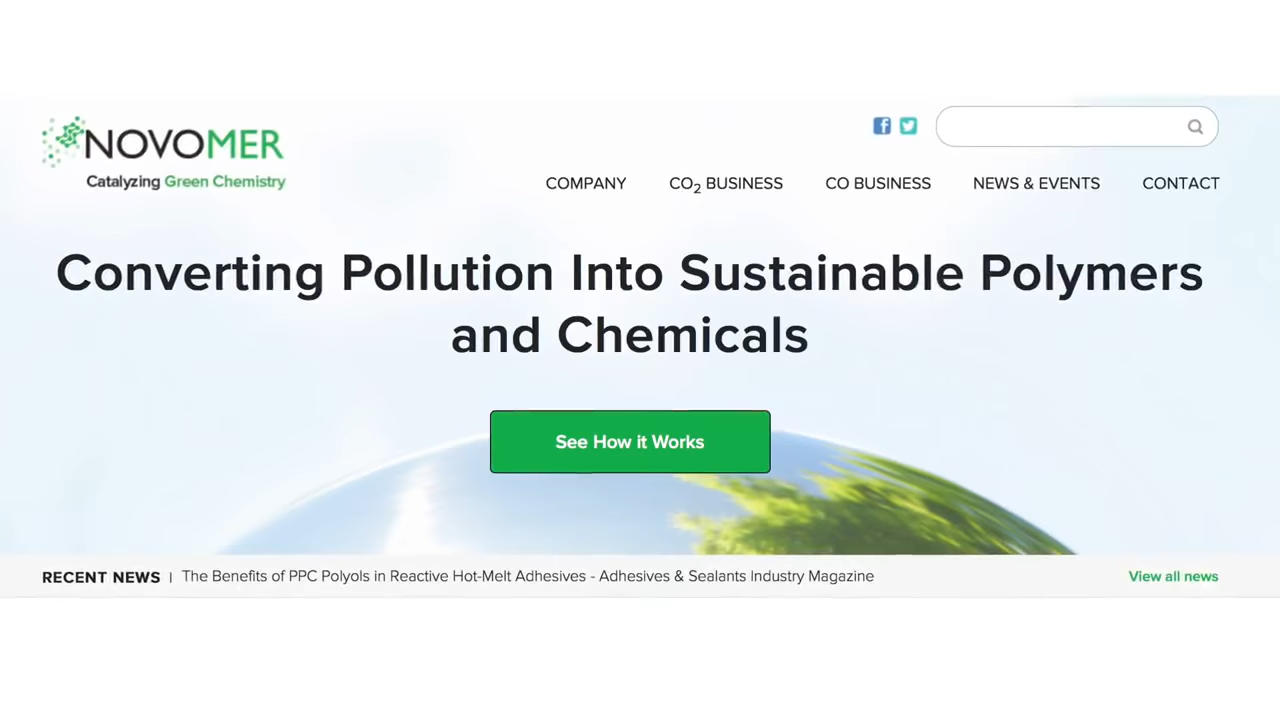 NOVOMER
Catalyzing Green Chemistry
COMPANY CO2 BUSINESS CO BUSINESS NEWS & EVENTS CONTACT
Converting Pollution Into Sustainable Polymers
and Chemicals
See How it Works
RECENT NEWS | The Benefits of PPC Polyols in Reactive Hot-Melt Adhesives - Adhesives & Sealants Industry Magazine View all news